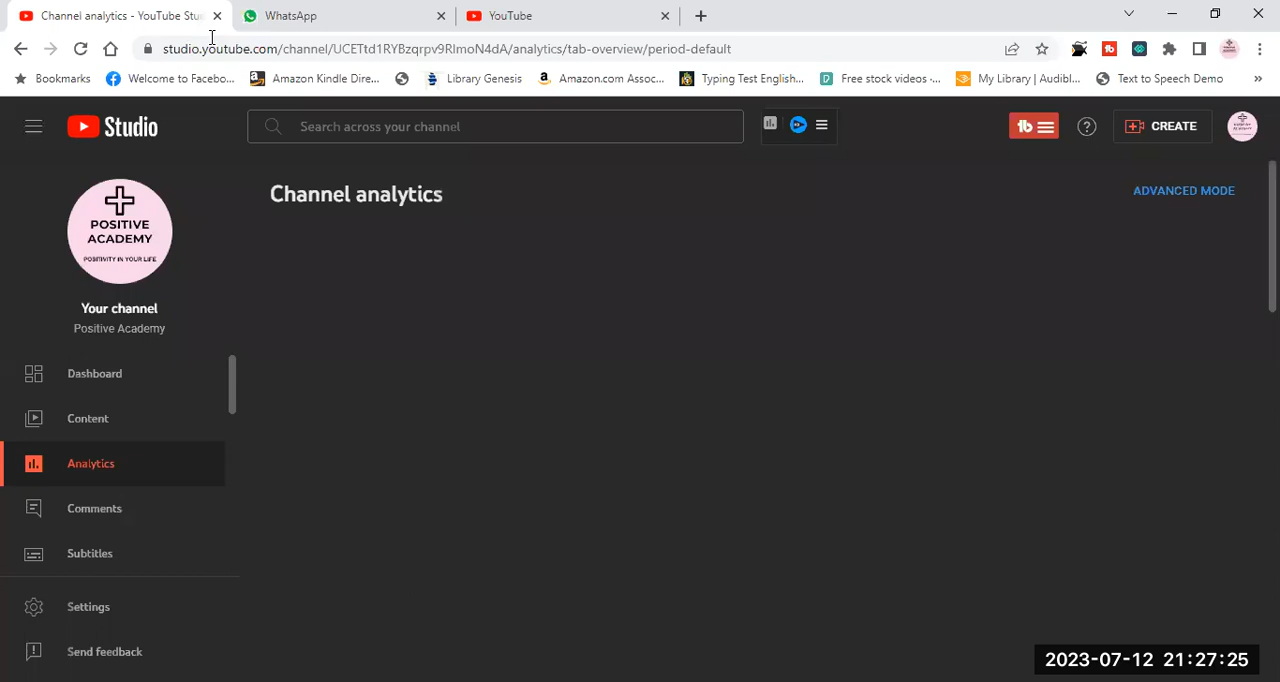 Channel analytics - YouTube Stu
WhatsApp
YouTube
studio.youtube.com/channel/UCETtd1RYBzqrpv9RlmoN4dA/analytics/tab-overview/period-default
Bookmarks
Welcome to Facebo...
Amazon Kindle Dire...
Library Genesis
Amazon.com Assoc...
Typing Test English...
Free stock videos -...
My Library | Audibl...
Text to Speech Demo
»
Studio
Search across your channel
tb
CREATE
Channel analytics
ADVANCED MODE
POSITIVE
ACADEMY
POSITIVITY IN YOUR LIFE
Your channel
Positive Academy
Dashboard
Content
Analytics
Comments
Subtitles
Settings
Send feedback
2023-07-12 21:27:25